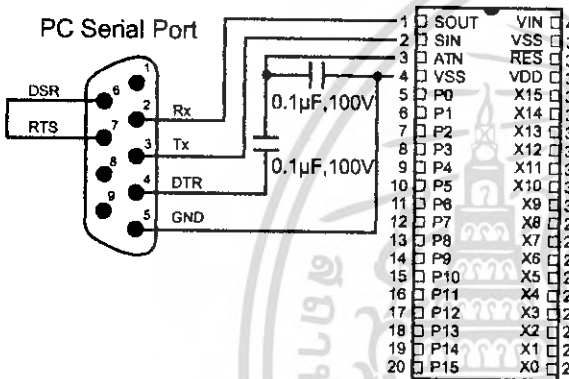 PC Serial Port
DSR
RTS
1
2
3
4
5
6
7
8
9
Rx
Tx
DTR
GND
0.1µF,100V
0.1µF,100V
1 SOUT VIN
2 SIN VSS
3 ATN RES
4 VSS VDD
5 P0 X15
6 P1 X14
7 P2 X13
8 P3 X12
9 P4 X11
10 P5 X10
11 P6 X9
12 P7 X8
13 P8 X7
14 P9 X6
15 P10 X5
16 P11 X4
17 P12 X3
18 P13 X2
19 P14 X1
20 P15 X0